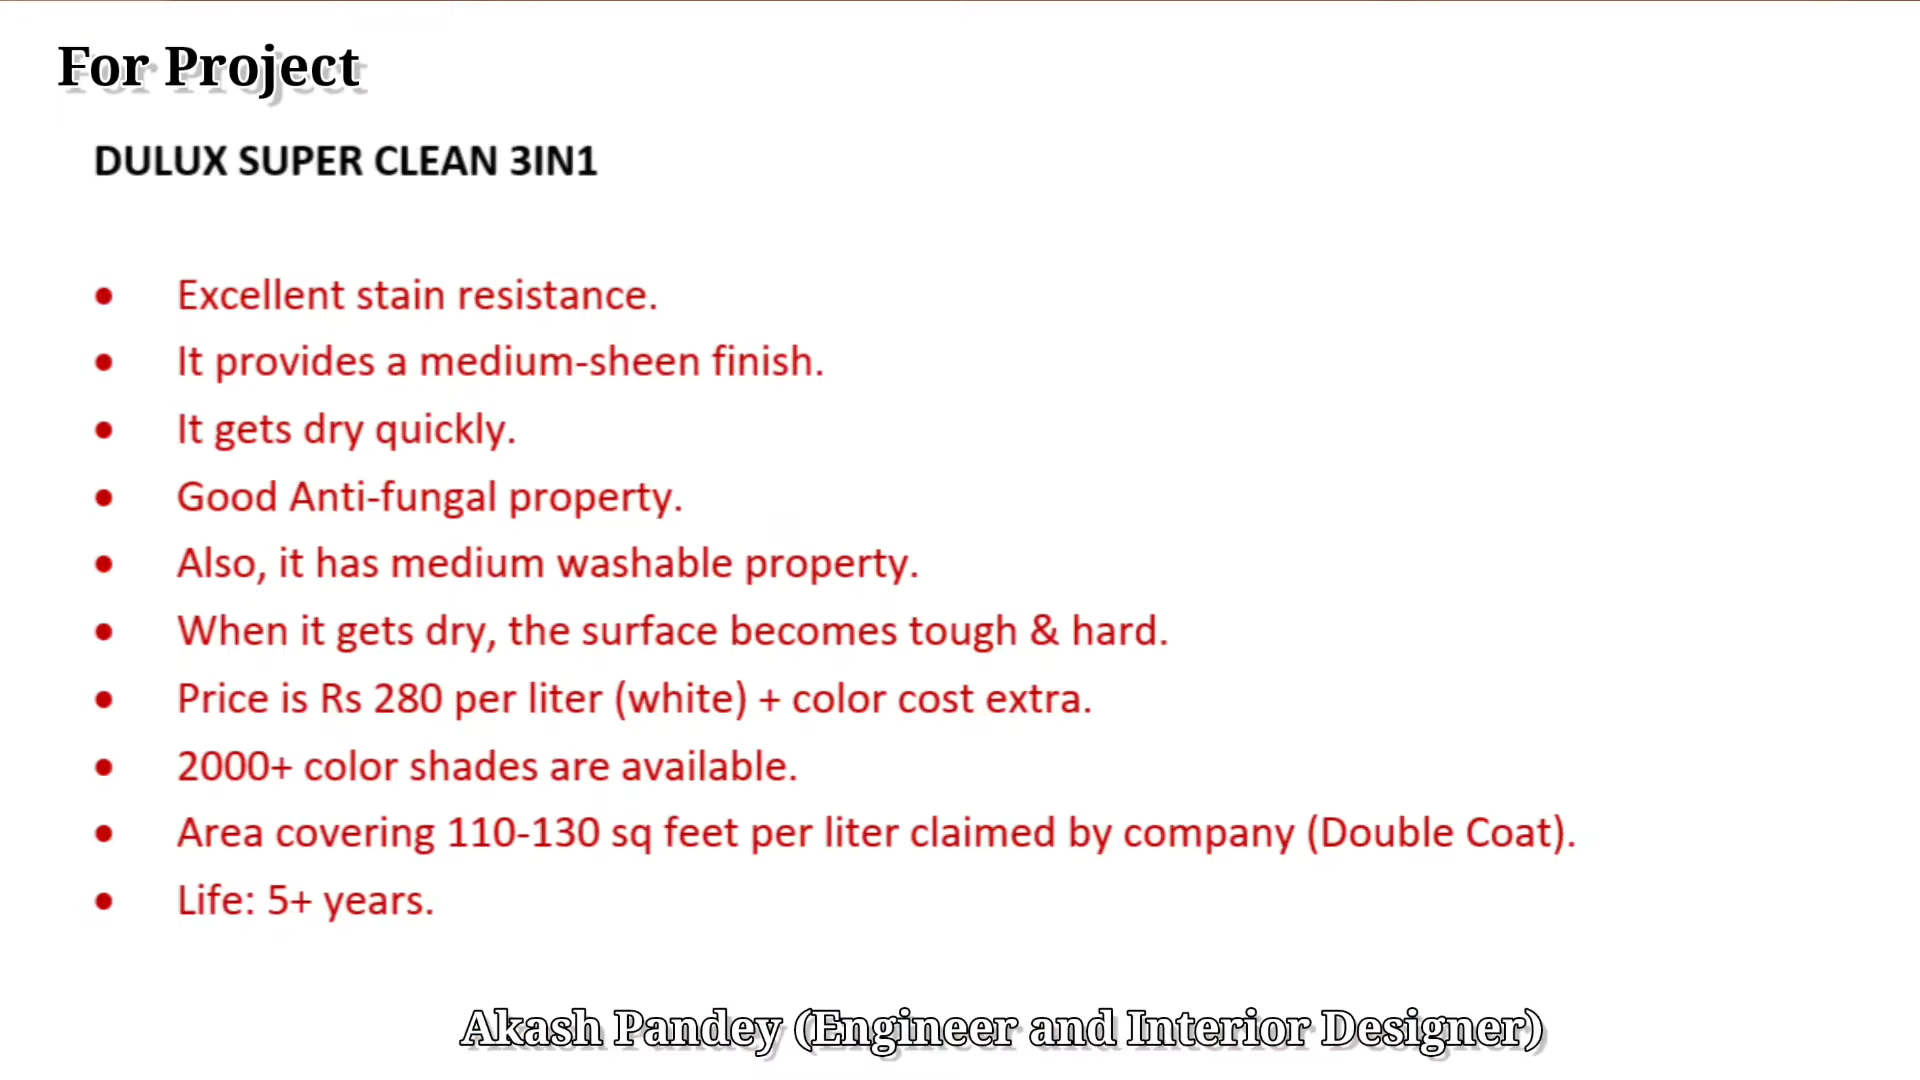 For Project
DULUX SUPER CLEAN 3IN1
• Excellent stain resistance.
• It provides a medium-sheen finish.
• It gets dry quickly.
• Good Anti-fungal property.
• Also, it has medium washable property.
• When it gets dry, the surface becomes tough & hard.
• Price is Rs 280 per liter (white) + color cost extra.
• 2000+ color shades are available.
• Area covering 110-130 sq feet per liter claimed by company (Double Coat).
• Life: 5+ years.
Akash Pandey (Engineer and Interior Designer)